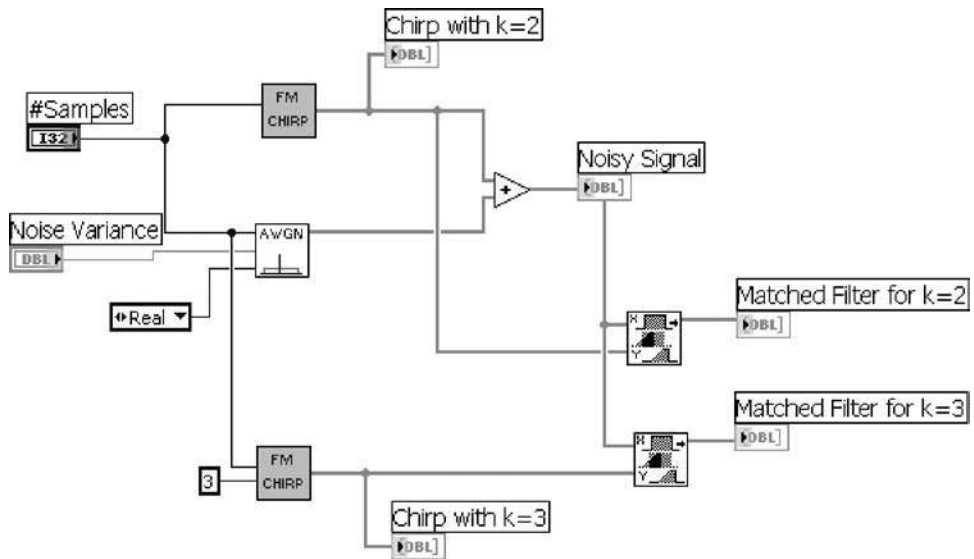 Chirp with k=2
DBL]
#Samples
I32
FM
CHIRP
Noisy Signal
DBL]
+
Noise Variance
DBL
AWGN
Real
Matched Filter for k=2
DBL]
X
Y
Matched Filter for k=3
DBL]
X
Y
3
FM
CHIRP
Chirp with k=3
DBL]